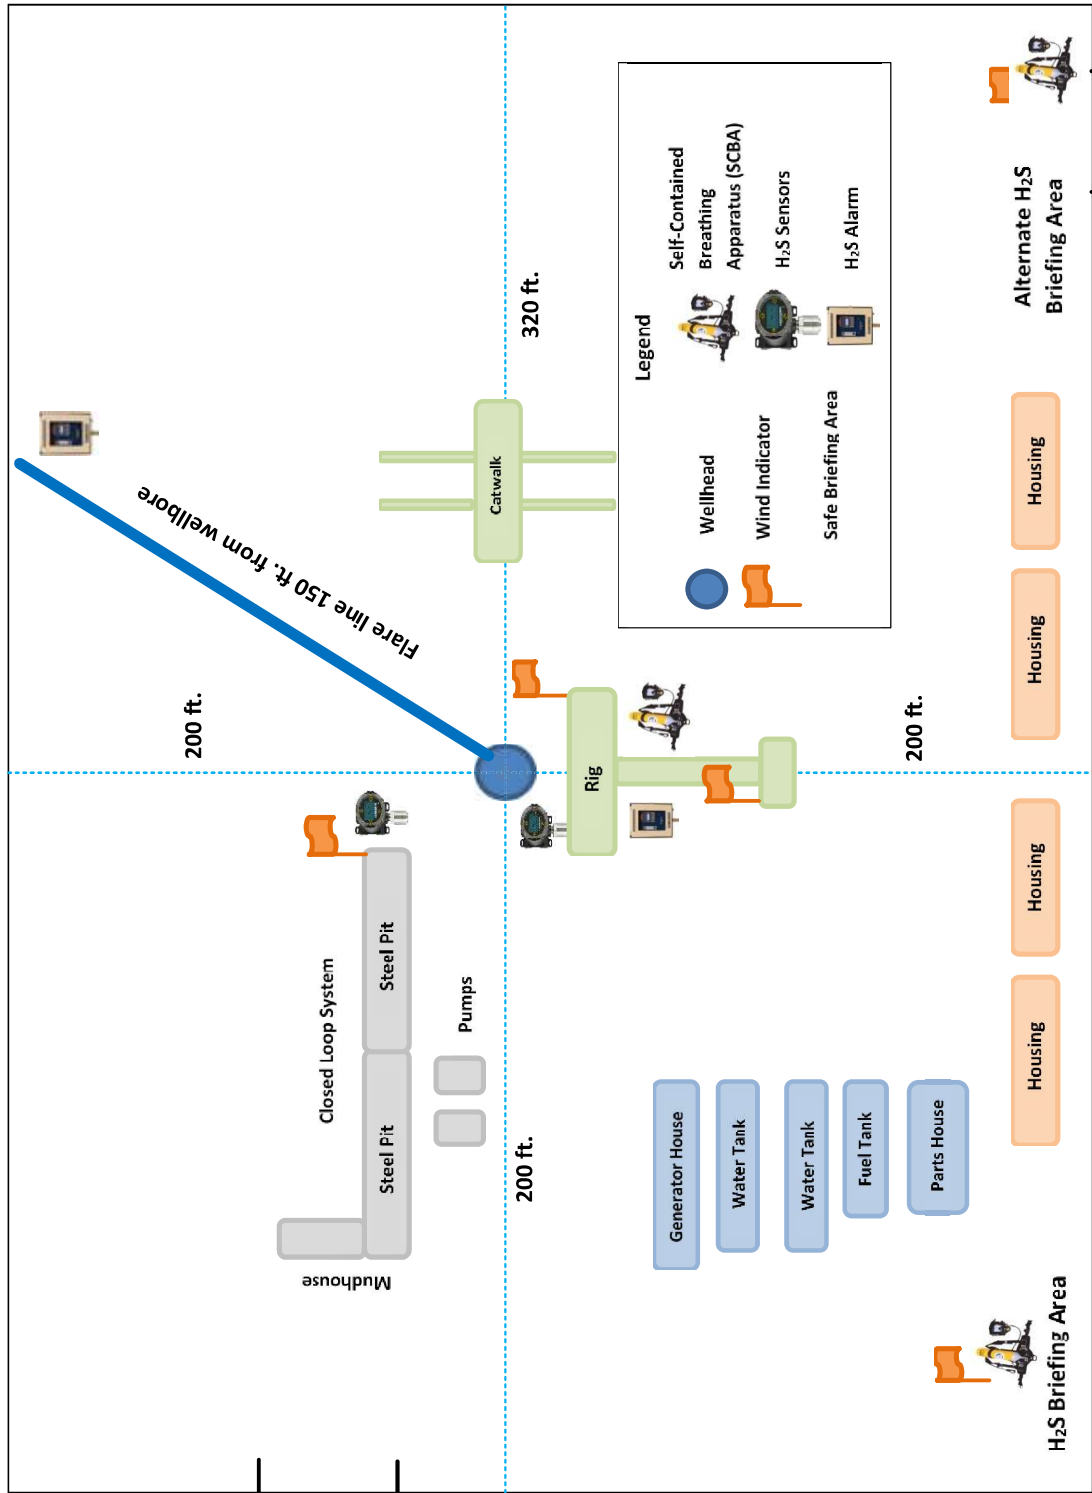 200 ft.
Flare line 150 ft. from wellbore
Closed Loop System
Steel Pit
Steel Pit
Mudhouse
Pumps
200 ft.
320 ft.
Catwalk
Rig
200 ft.
Generator House
Water Tank
Water Tank
Fuel Tank
Parts House
Legend
Wellhead
Wind Indicator
Safe Briefing Area
Self-Contained
Breathing
Apparatus (SCBA)
H₂S Sensors
H₂S Alarm
H₂S Briefing Area
Housing
Housing
Housing
Housing
Alternate H₂S
Briefing Area